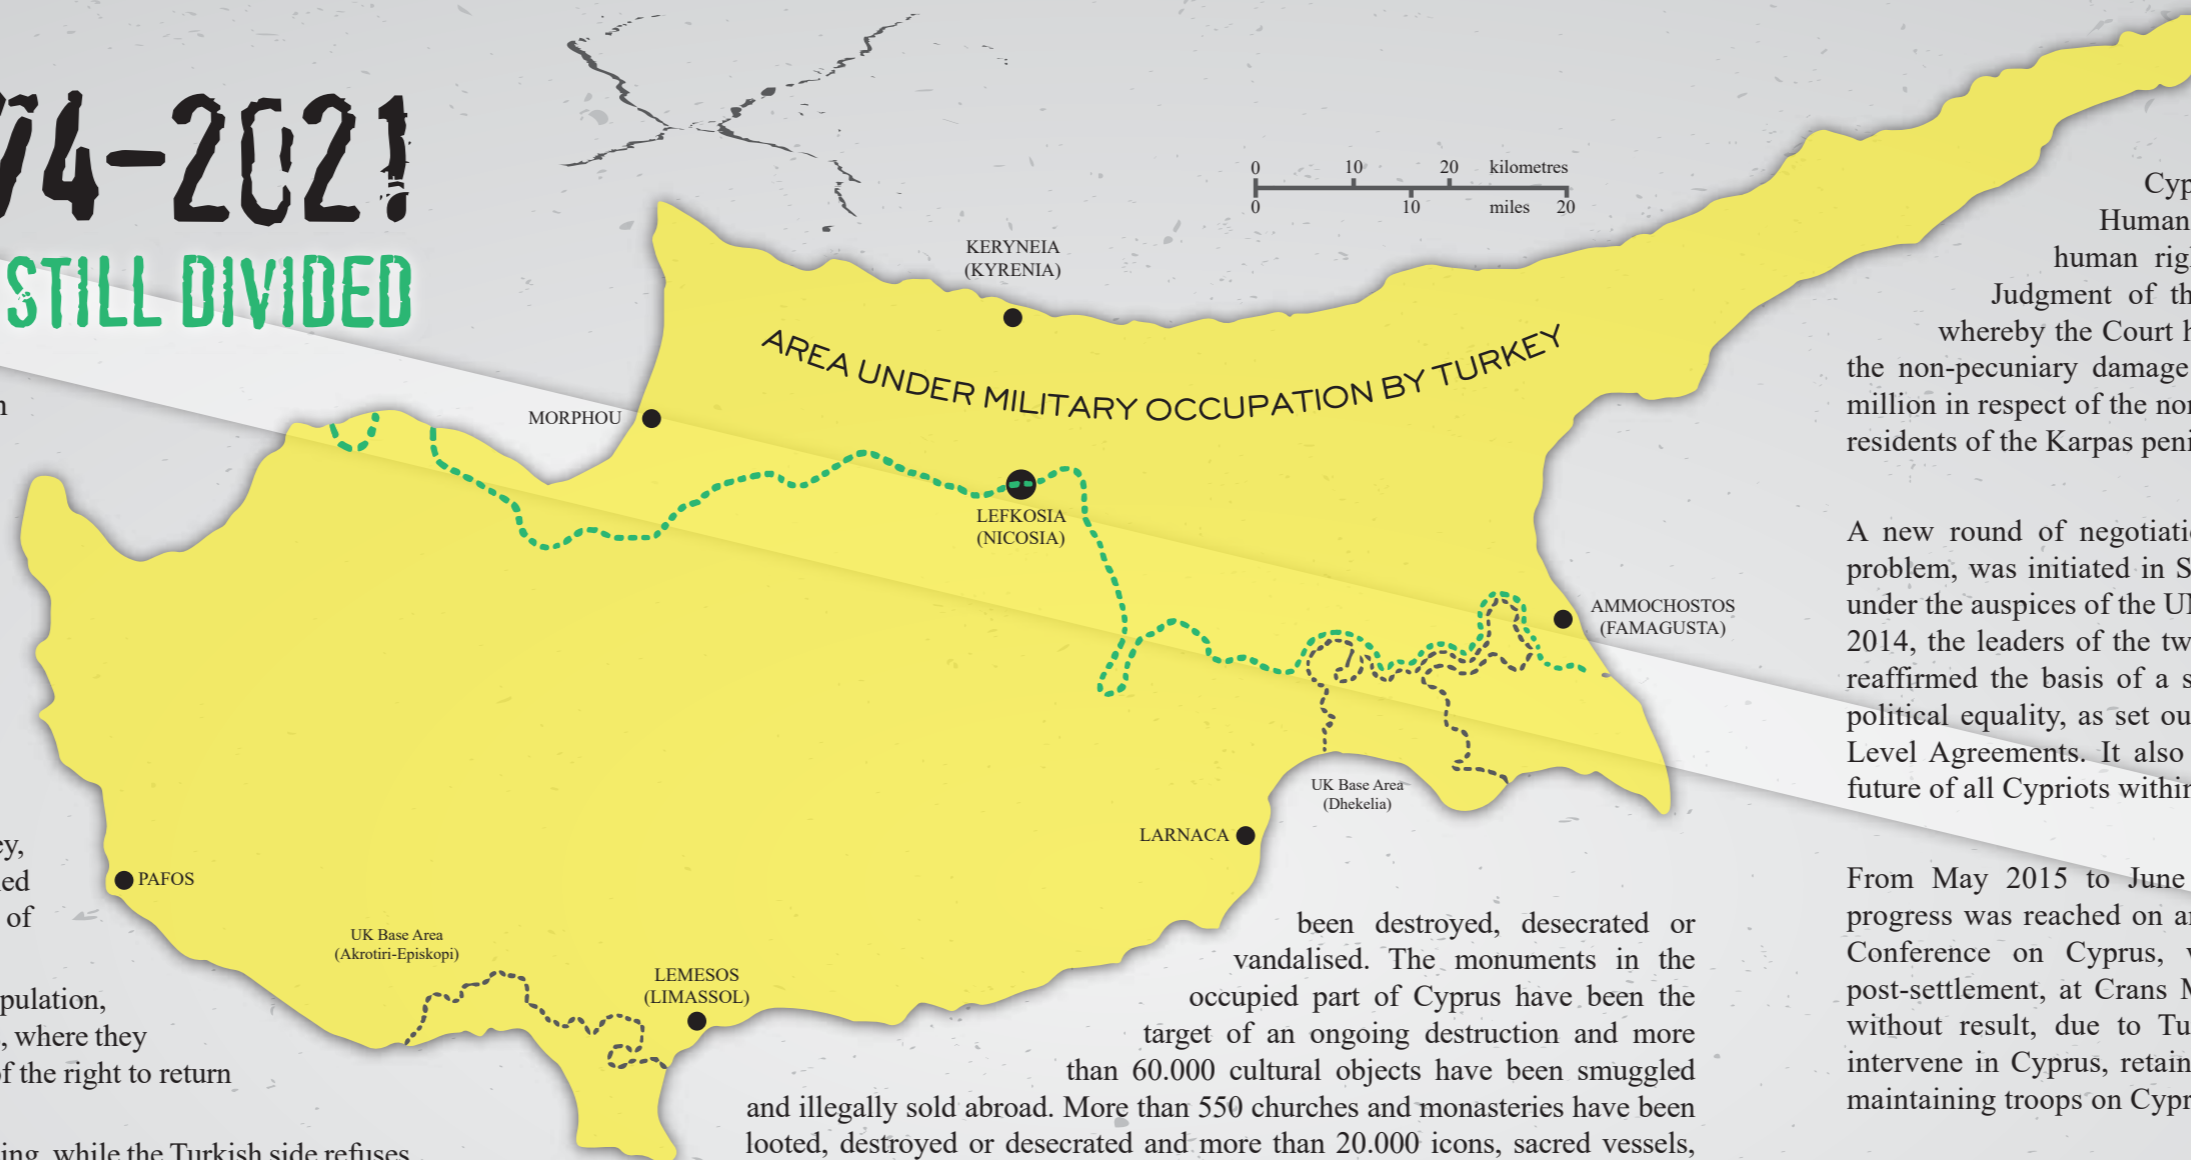 74-2021
STILL DIVIDED
0 10 20 kilometres
0 10 miles 20
KERYNEIA
(KYRENIA)
AREA UNDER MILITARY OCCUPATION BY TURKEY
MORPHOU
LEFKOSIA
(NICOSIA)
AMMOCHOSTOS
(FAMAGUSTA)
UK Base Area
(Dhekelia)
LARNACA
PAFOS
UK Base Area
(Akrotiri-Episkopi)
LEMESOS
(LIMASSOL)
of
pulation,
, where they
f the right to return
ing, while the Turkish side refuses
been destroyed, desecrated or
vandalised. The monuments in the
occupied part of Cyprus have been the
target of an ongoing destruction and more
than 60.000 cultural objects have been smuggled
and illegally sold abroad. More than 550 churches and monasteries have been
looted, destroyed or desecrated and more than 20.000 icons, sacred vessels,
Cyp
Human
human rig
Judgment of th
whereby the Court h
the non-pecuniary damage
million in respect of the nor
residents of the Karpas peni
A new round of negotiati
problem, was initiated in S
under the auspices of the UN
2014, the leaders of the tw
reaffirmed the basis of a s
political equality, as set ou
Level Agreements. It also
future of all Cypriots within
From May 2015 to June
progress was reached on a
Conference on Cyprus,
post-settlement, at Crans M
without result, due to Tu
intervene in Cyprus, retain
maintaining troops on Cypr